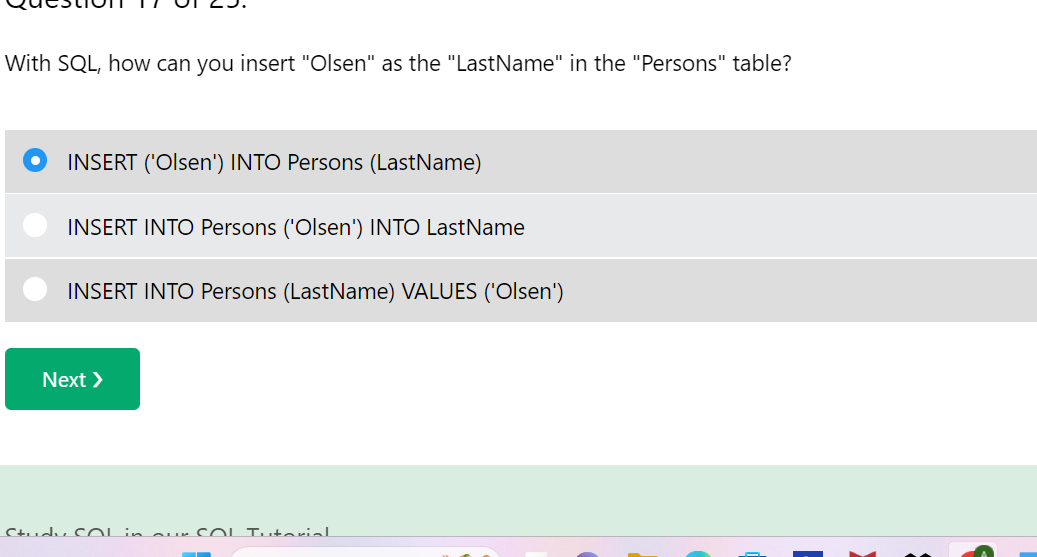 Question 17 of 25:
With SQL, how can you insert "Olsen" as the "LastName" in the "Persons" table?
INSERT ('Olsen') INTO Persons (LastName)
INSERT INTO Persons ('Olsen') INTO LastName
INSERT INTO Persons (LastName) VALUES ('Olsen')
Next ❯
Study SQL in our SQL Tutorial